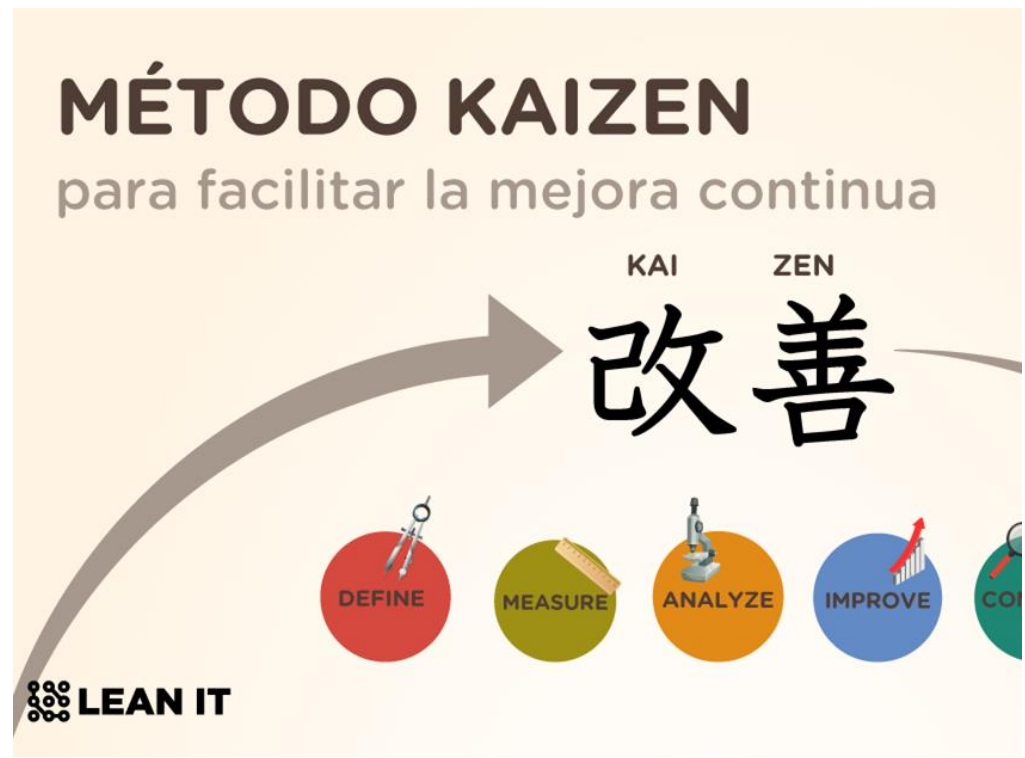 MÉTODO KAIZEN
para facilitar la mejora continua
KAI ZEN
改善
DEFINE MEASURE ANALYZE IMPROVE
LEAN IT